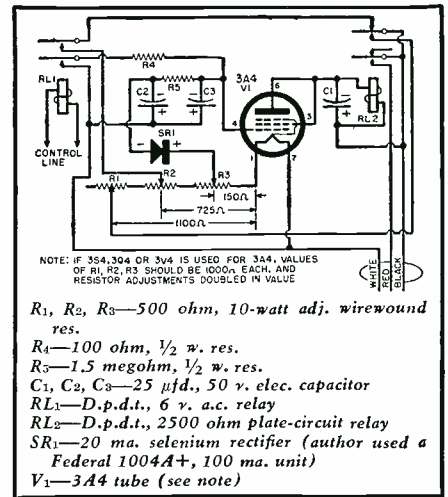 R4
RL1
R5
3A4
V1
C2
C3
6
C1
RL2
SR1
4
3
CONTROL
LINE
1
7
R1
R2
R3
150Ω
725Ω
1100Ω
NOTE: IF 3S4, 3Q4 OR 3V4 IS USED FOR 3A4, VALUES
OF R1, R2, R3 SHOULD BE 1000Ω EACH, AND
RESISTOR ADJUSTMENTS DOUBLED IN VALUE
WHITE
RED
BLACK
R1, R2, R3—500 ohm, 10-watt adj. wirewound
res.
R4—100 ohm, ½ w. res.
R5—1.5 megohm, ½ w. res.
C1, C2, C3—25 μfd., 50 v. elec. capacitor
RL1—D.p.d.t., 6 v. a.c. relay
RL2—D.p.d.t., 2500 ohm plate-circuit relay
SR1—20 ma. selenium rectifier (author used a
Federal 1004A+, 100 ma. unit)
V1—3A4 tube (see note)